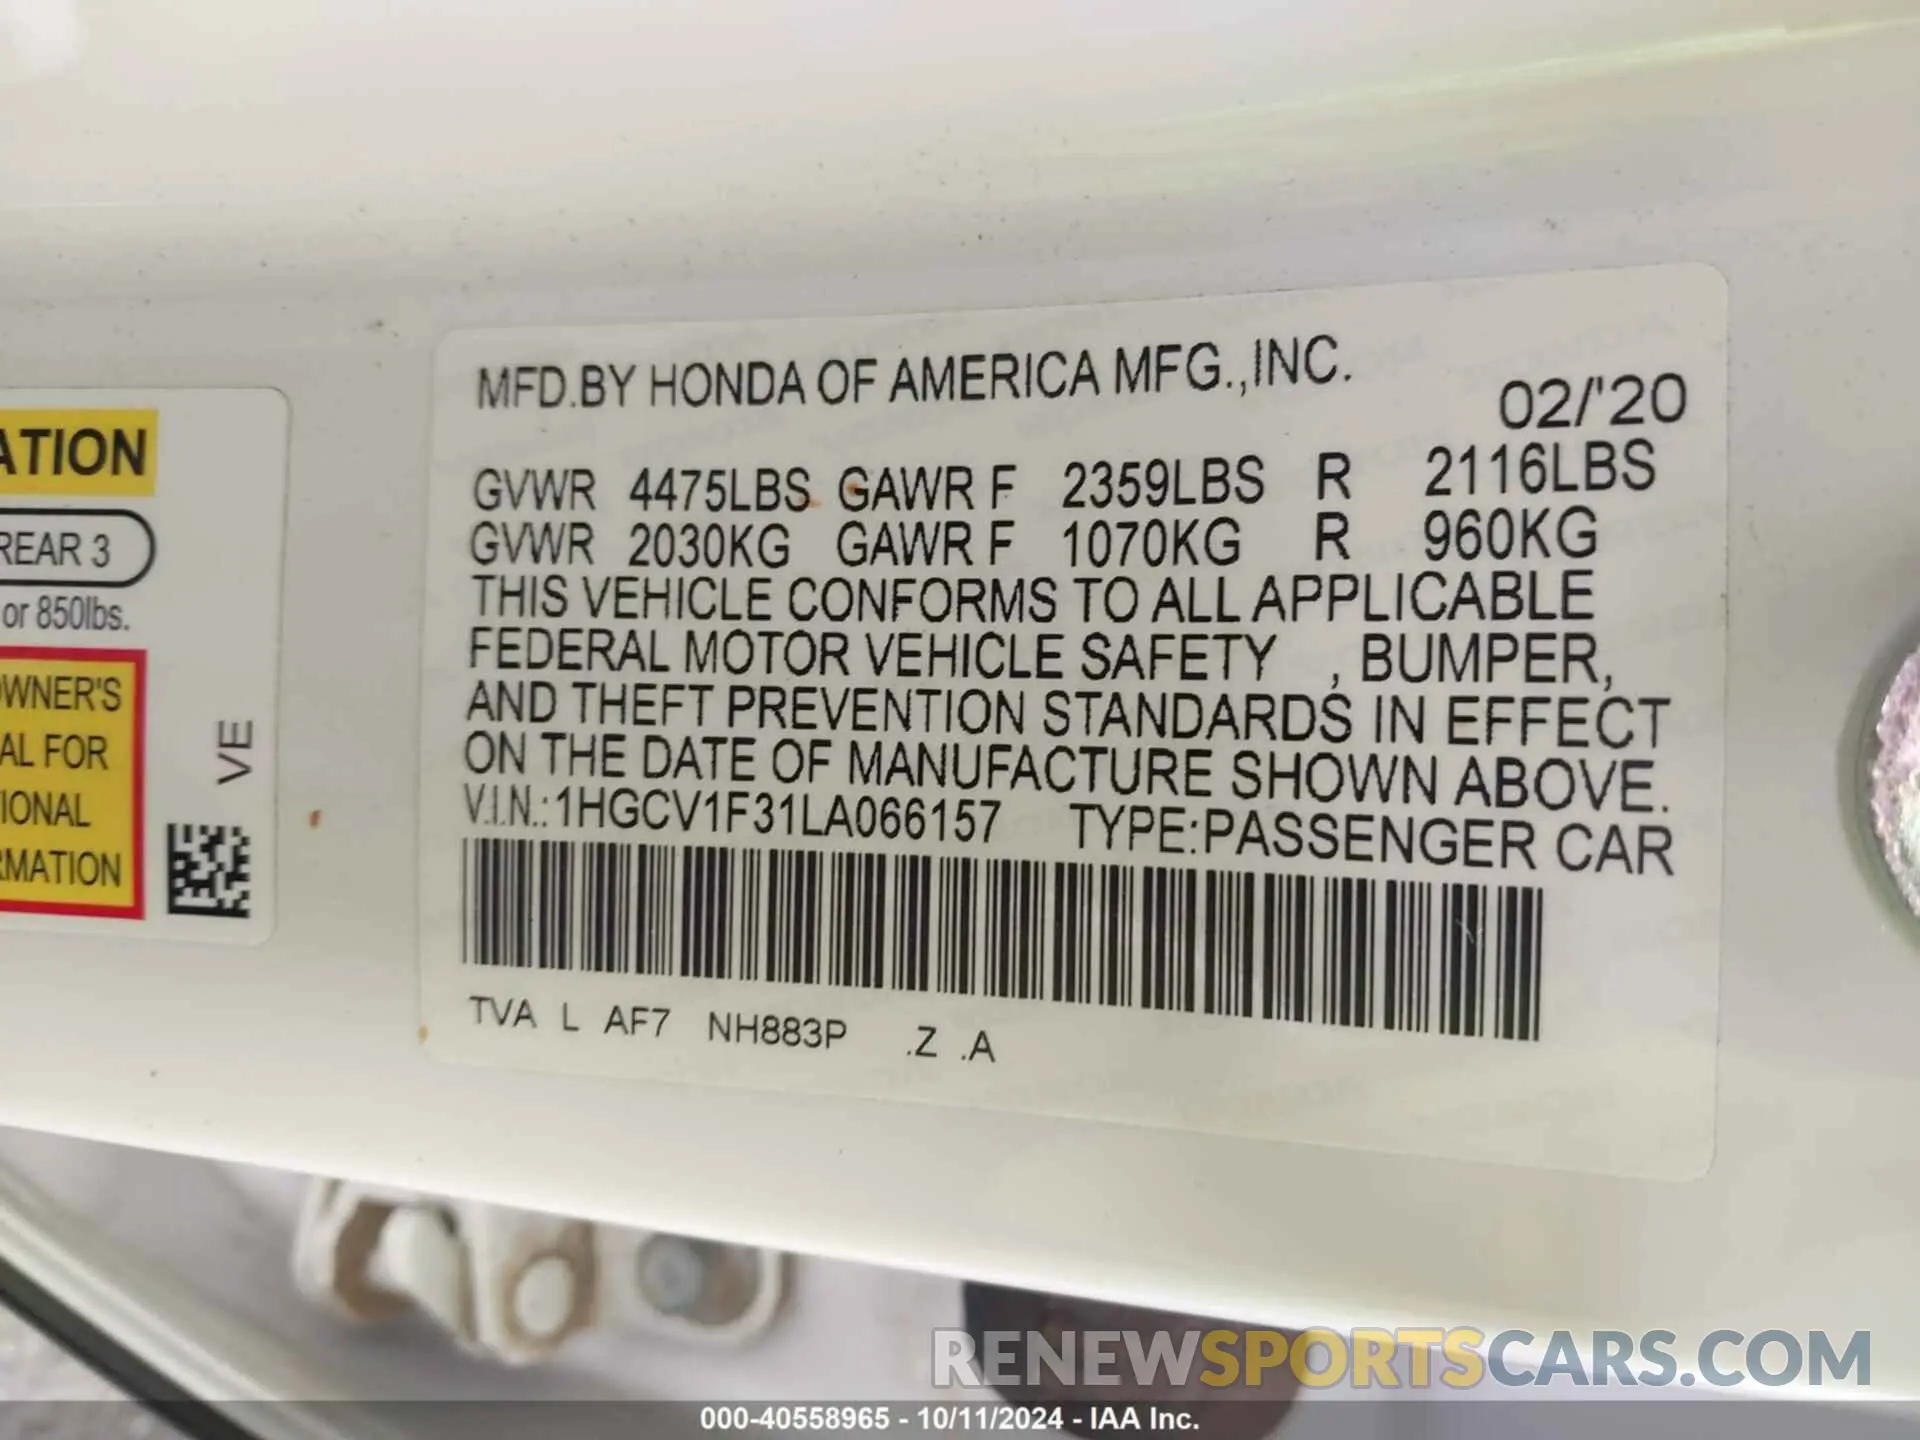 MFD.BY HONDA OF AMERICA MFG.,INC.
02/'20
GVWR 4475LBS GAWR F 2359LBS R 2116LBS
GVWR 2030KG GAWR F 1070KG R 960KG
THIS VEHICLE CONFORMS TO ALL APPLICABLE
FEDERAL MOTOR VEHICLE SAFETY , BUMPER,
AND THEFT PREVENTION STANDARDS IN EFFECT
ON THE DATE OF MANUFACTURE SHOWN ABOVE.
V.I.N.:1HGCV1F31LA066157 TYPE:PASSENGER CAR
TVA L AF7 NH883P .Z .A
ATION
REAR 3
or 850lbs.
OWNER'S
AL FOR
IONAL
RMATION
VE
RENEWSPORTSCARS.COM
000-40558965 - 10/11/2024 - IAA Inc.